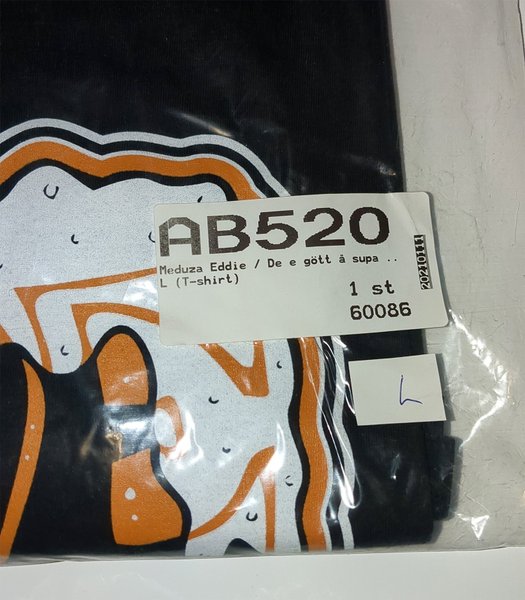 AB520
Meduza Eddie / De e gött å supa ..
L (T-shirt)
1 st
60086
20210111
L